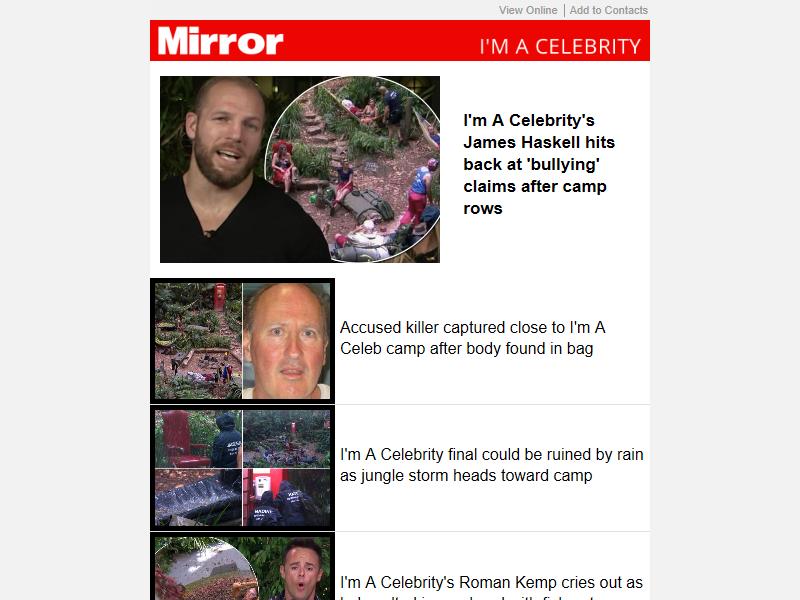 View Online | Add to Contacts
Mirror
I'M A CELEBRITY
I'm A Celebrity's
James Haskell hits
back at 'bullying'
claims after camp
rows
Accused killer captured close to I'm A
Celeb camp after body found in bag
I'm A Celebrity final could be ruined by rain
as jungle storm heads toward camp
I'm A Celebrity's Roman Kemp cries out as